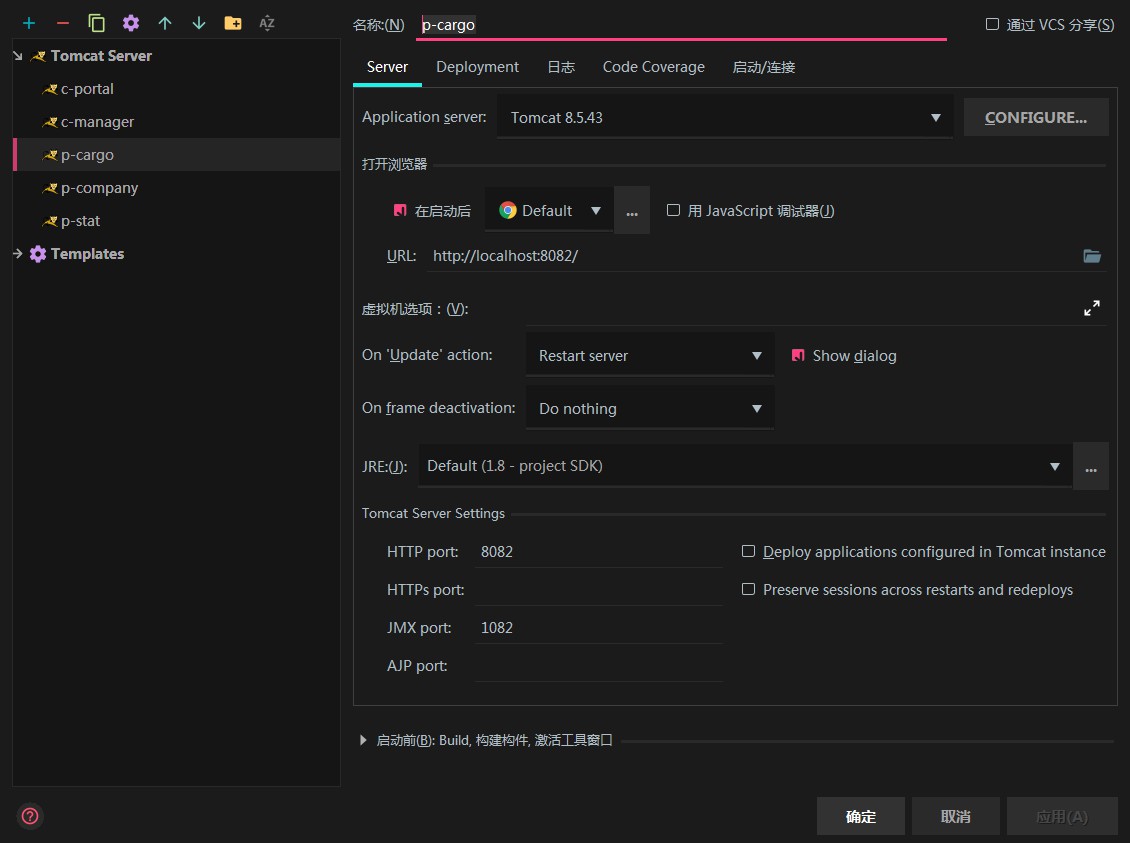 名称:(N) p-cargo 通过 VCS 分享(S)
Tomcat Server
c-portal
c-manager
p-cargo
p-company
p-stat
Templates
Server Deployment 日志 Code Coverage 启动/连接
Application server: Tomcat 8.5.43 CONFIGURE...
打开浏览器
在启动后 Default ... 用 JavaScript 调试器(J)
URL: http://localhost:8082/
虚拟机选项：(V):
On 'Update' action: Restart server Show dialog
On frame deactivation: Do nothing
JRE:(J): Default (1.8 - project SDK) ...
Tomcat Server Settings
HTTP port: 8082 Deploy applications configured in Tomcat instance
HTTPs port: Preserve sessions across restarts and redeploys
JMX port: 1082
AJP port:
启动前(B): Build, 构建构件, 激活工具窗口
? 确定 取消 应用(A)